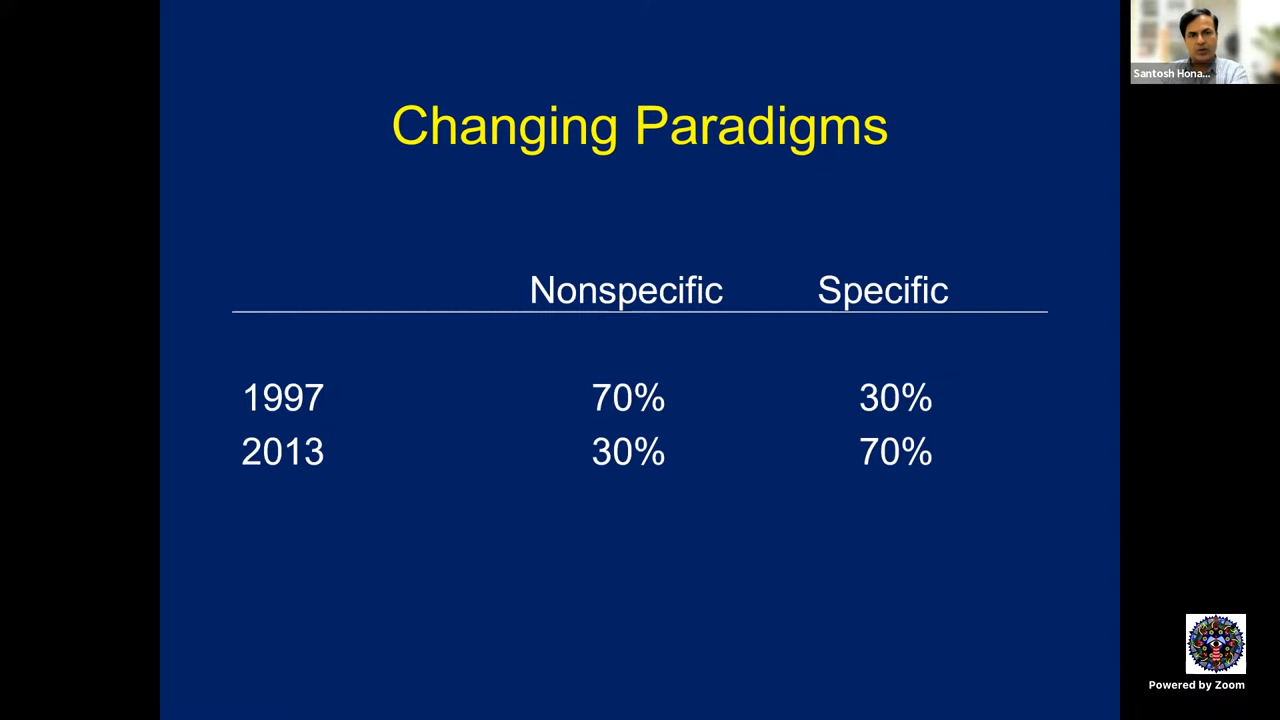 Changing Paradigms
Nonspecific Specific
1997 70% 30%
2013 30% 70%
Santosh Hona...
Powered by Zoom